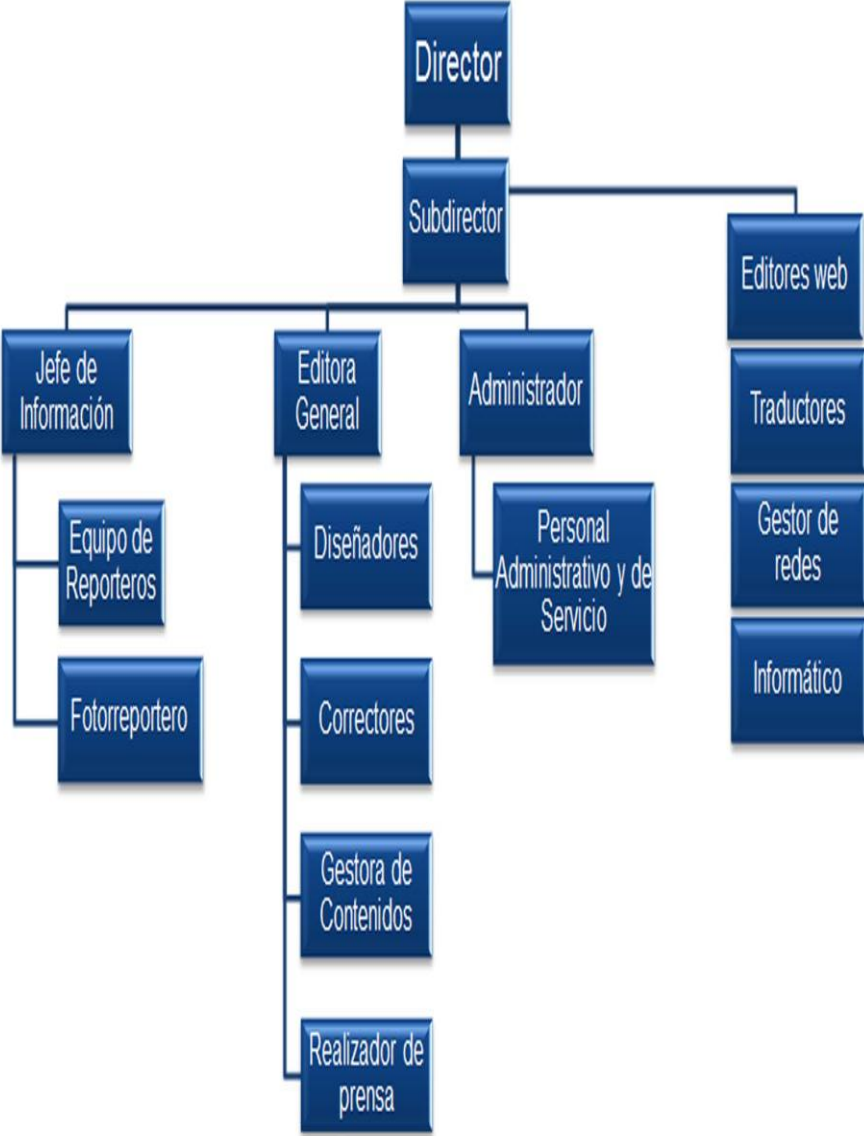 Director
Subdirector
Editores web
Jefe de
Información
Editora
General
Administrador
Traductores
Equipo de
Reporteros
Diseñadores
Personal
Administrativo y de
Servicio
Gestor de
redes
Fotorreportero
Correctores
Informático
Gestora de
Contenidos
Realizador de
prensa